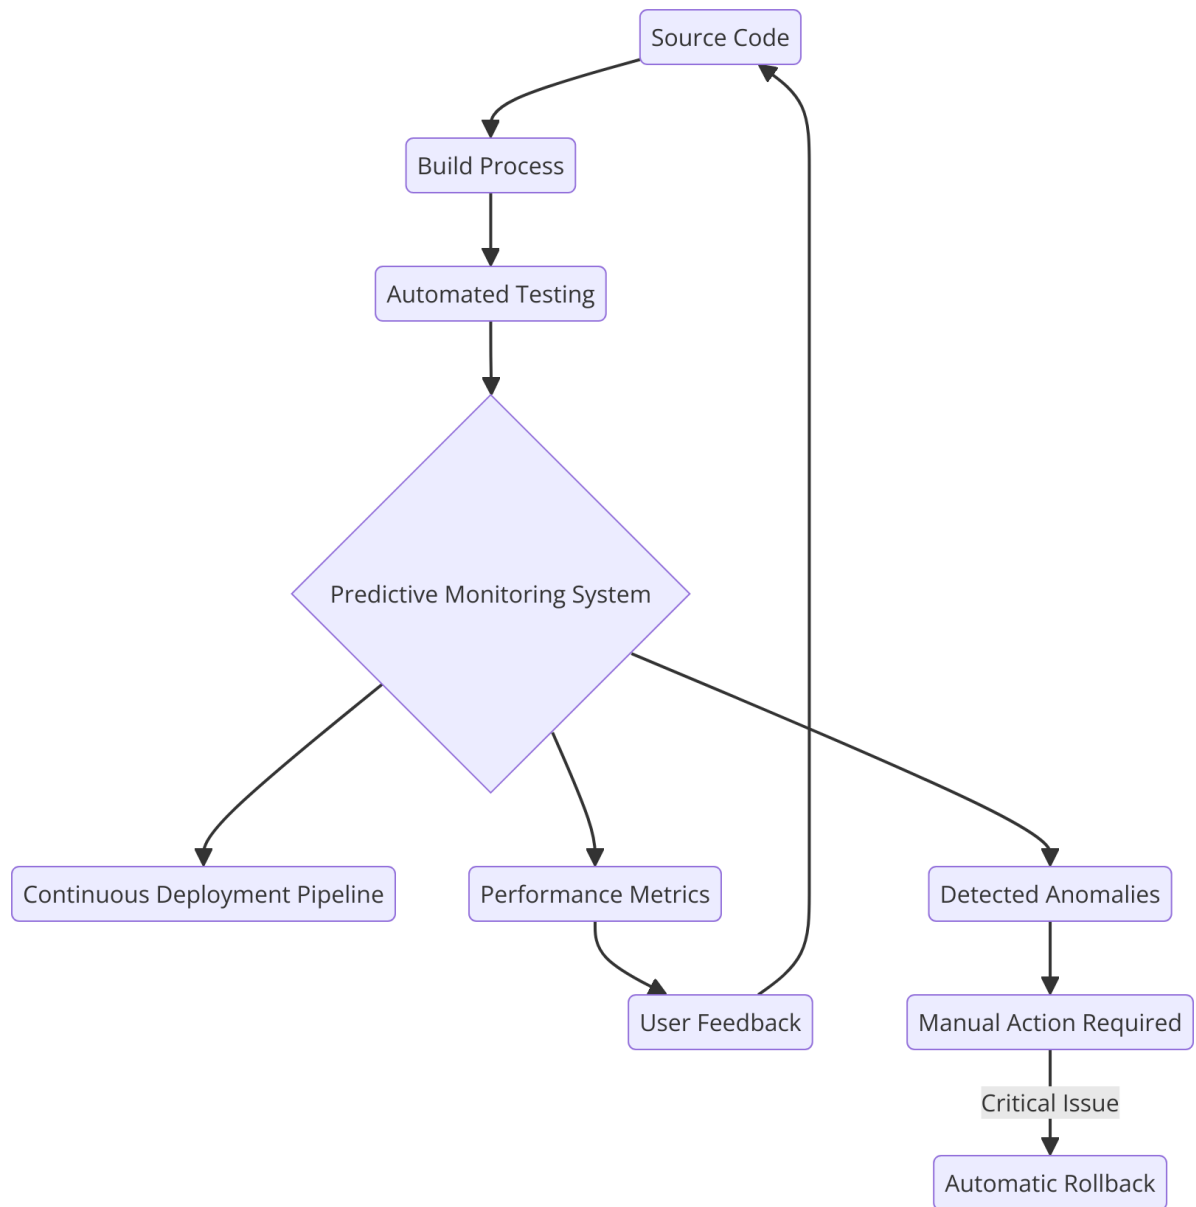 Source Code
Build Process
Automated Testing
Predictive Monitoring System
Continuous Deployment Pipeline
Performance Metrics
Detected Anomalies
User Feedback
Manual Action Required
Critical Issue
Automatic Rollback